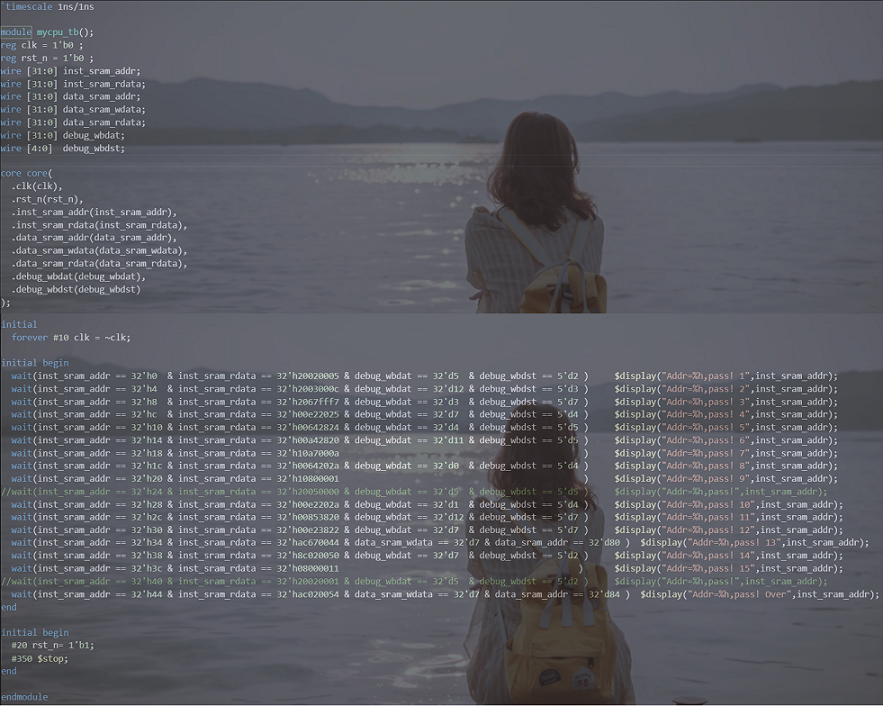 timescale 1ns/1ns
module mycpu_tb();
reg clk = 1'b0 ;
reg rst_n = 1'b0 ;
wire [31:0] inst_sram_addr;
wire [31:0] inst_sram_rdata;
wire [31:0] data_sram_addr;
wire [31:0] data_sram_wdata;
wire [31:0] data_sram_rdata;
wire [31:0] debug_wbdat;
wire [4:0]  debug_wbdst;
core core(
  .clk(clk),
  .rst_n(rst_n),
  .inst_sram_addr(inst_sram_addr),
  .inst_sram_rdata(inst_sram_rdata),
  .data_sram_addr(data_sram_addr),
  .data_sram_wdata(data_sram_wdata),
  .data_sram_rdata(data_sram_rdata),
  .debug_wbdat(debug_wbdat),
  .debug_wbdst(debug_wbdst)
);
initial
  forever #10 clk = ~clk;
initial begin
  wait(inst_sram_addr == 32'h0  & inst_sram_rdata == 32'h20020005 & debug_wbdat == 32'd5  & debug_wbdst == 5'd2 )     $display("Addr=%h,pass! 1",inst_sram_addr);
  wait(inst_sram_addr == 32'h4  & inst_sram_rdata == 32'h2003000c & debug_wbdat == 32'd12 & debug_wbdst == 5'd3 )     $display("Addr=%h,pass! 2",inst_sram_addr);
  wait(inst_sram_addr == 32'h8  & inst_sram_rdata == 32'h2067fff7 & debug_wbdat == 32'd3  & debug_wbdst == 5'd7 )     $display("Addr=%h,pass! 3",inst_sram_addr);
  wait(inst_sram_addr == 32'hc  & inst_sram_rdata == 32'h00e22025 & debug_wbdat == 32'd7  & debug_wbdst == 5'd4 )     $display("Addr=%h,pass! 4",inst_sram_addr);
  wait(inst_sram_addr == 32'h10 & inst_sram_rdata == 32'h00642824 & debug_wbdat == 32'd4  & debug_wbdst == 5'd5 )     $display("Addr=%h,pass! 5",inst_sram_addr);
  wait(inst_sram_addr == 32'h14 & inst_sram_rdata == 32'h00a42820 & debug_wbdat == 32'd11 & debug_wbdst == 5'd5 )     $display("Addr=%h,pass! 6",inst_sram_addr);
  wait(inst_sram_addr == 32'h18 & inst_sram_rdata == 32'h10a7000a                                               )     $display("Addr=%h,pass! 7",inst_sram_addr);
  wait(inst_sram_addr == 32'h1c & inst_sram_rdata == 32'h0064202a & debug_wbdat == 32'd0  & debug_wbdst == 5'd4 )     $display("Addr=%h,pass! 8",inst_sram_addr);
  wait(inst_sram_addr == 32'h20 & inst_sram_rdata == 32'h10800001                                               )     $display("Addr=%h,pass! 9",inst_sram_addr);
//wait(inst_sram_addr == 32'h24 & inst_sram_rdata == 32'h20050000 & debug_wbdat == 32'd5  & debug_wbdst == 5'd5 )     $display("Addr=%h,pass!",inst_sram_addr);
  wait(inst_sram_addr == 32'h28 & inst_sram_rdata == 32'h00e2202a & debug_wbdat == 32'd1  & debug_wbdst == 5'd4 )     $display("Addr=%h,pass! 10",inst_sram_addr);
  wait(inst_sram_addr == 32'h2c & inst_sram_rdata == 32'h00853820 & debug_wbdat == 32'd12 & debug_wbdst == 5'd7 )     $display("Addr=%h,pass! 11",inst_sram_addr);
  wait(inst_sram_addr == 32'h30 & inst_sram_rdata == 32'h00e23822 & debug_wbdat == 32'd7  & debug_wbdst == 5'd7 )     $display("Addr=%h,pass! 12",inst_sram_addr);
  wait(inst_sram_addr == 32'h34 & inst_sram_rdata == 32'hac670044 & data_sram_wdata == 32'd7 & data_sram_addr == 32'd80 )  $display("Addr=%h,pass! 13",inst_sram_addr);
  wait(inst_sram_addr == 32'h38 & inst_sram_rdata == 32'h8c020050 & debug_wbdat == 32'd7  & debug_wbdst == 5'd2 )     $display("Addr=%h,pass! 14",inst_sram_addr);
  wait(inst_sram_addr == 32'h3c & inst_sram_rdata == 32'h08000011                                              )      $display("Addr=%h,pass! 15",inst_sram_addr);
//wait(inst_sram_addr == 32'h40 & inst_sram_rdata == 32'h20020001 & debug_wbdat == 32'd5  & debug_wbdst == 5'd2 )     $display("Addr=%h,pass!",inst_sram_addr);
  wait(inst_sram_addr == 32'h44 & inst_sram_rdata == 32'hac020054 & data_sram_wdata == 32'd7 & data_sram_addr == 32'd84 )  $display("Addr=%h,pass! Over",inst_sram_addr);
end
initial begin
  #20 rst_n= 1'b1;
  #350 $stop;
end
endmodule